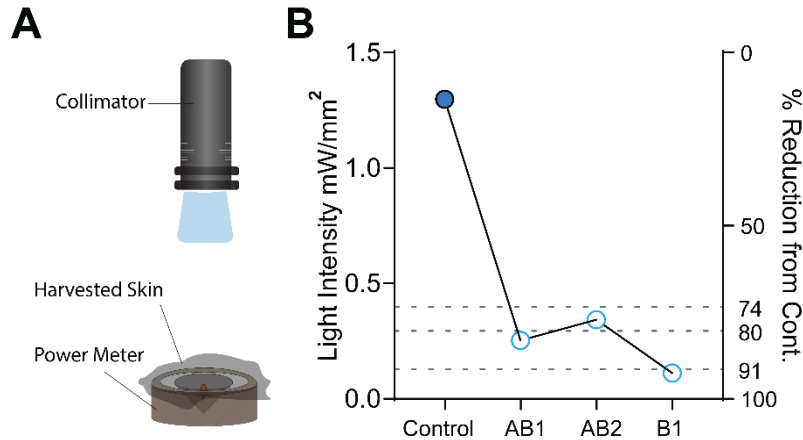 A
Collimator
Harvested Skin
Power Meter
B
Light Intensity mW/mm²
1.5
1.0
0.5
0.0
Control
AB1
AB2
B1
0
50
74
80
91
100
% Reduction from Cont.